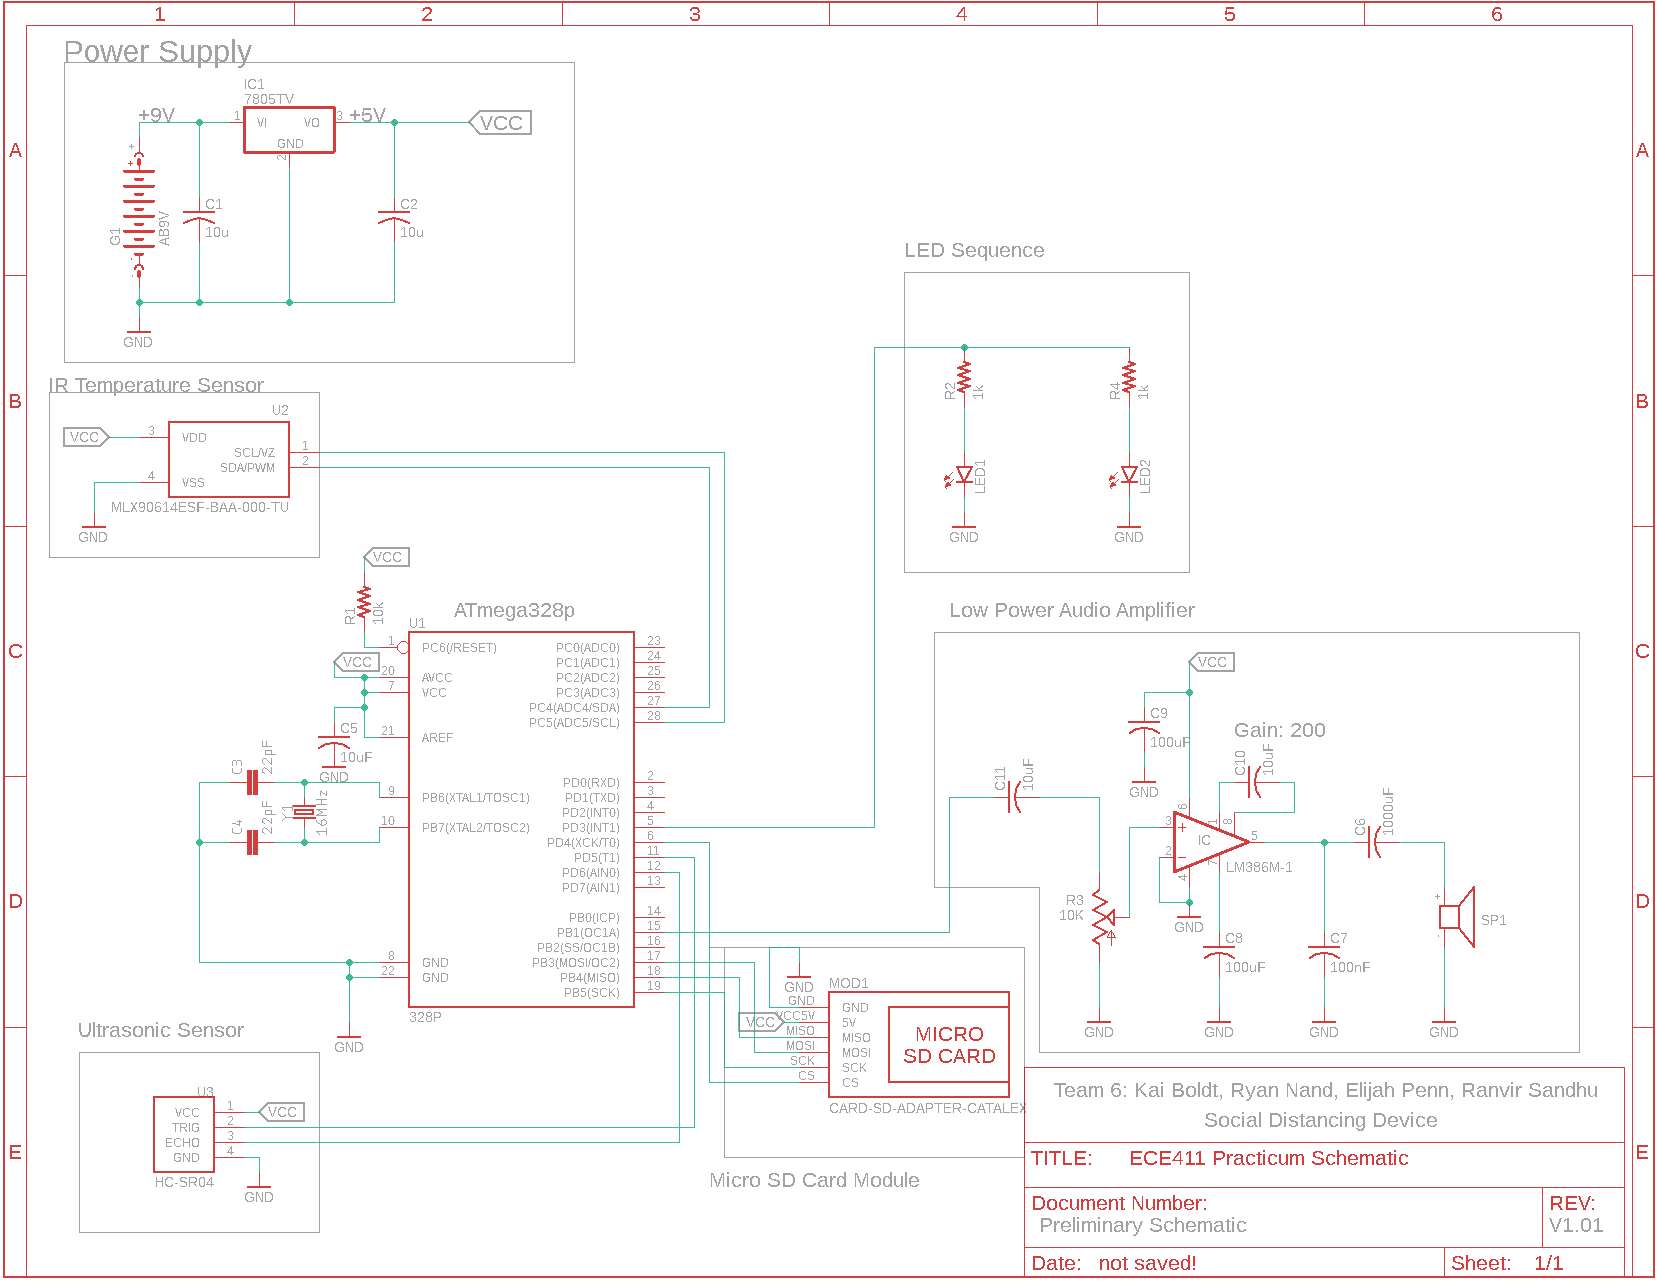 1 2 3 4 5 6
A A
B B
C C
D D
E E
Power Supply
IC1
7805TV
+9V
1
VI
VO
3
+5V
VCC
GND
2
+
+
G1
AB9V
-
-
C1
10u
C2
10u
GND
IR Temperature Sensor
U2
VCC
3
VDD
SCL/VZ
1
SDA/PWM
2
4
VSS
MLX90614ESF-BAA-000-TU
GND
LED Sequence
R2
1k
R4
1k
LED1
LED2
GND
GND
VCC
R1
10k
ATmega328p
U1
1
PC6(/RESET)
VCC
20
AVCC
7
VCC
21
AREF
C5
10uF
GND
C3
22pF
C4
22pF
Y1
16MHz
9
PB6(XTAL1/TOSC1)
10
PB7(XTAL2/TOSC2)
8
GND
22
GND
328P
GND
PC0(ADC0) 23
PC1(ADC1) 24
PC2(ADC2) 25
PC3(ADC3) 26
PC4(ADC4/SDA) 27
PC5(ADC5/SCL) 28
PD0(RXD) 2
PD1(TXD) 3
PD2(INT0) 4
PD3(INT1) 5
PD4(XCK/T0) 6
PD5(T1) 11
PD6(AIN0) 12
PD7(AIN1) 13
PB0(ICP) 14
PB1(OC1A) 15
PB2(SS/OC1B) 16
PB3(MOSI/OC2) 17
PB4(MISO) 18
PB5(SCK) 19
Low Power Audio Amplifier
VCC
C9
100uF
GND
Gain: 200
C10
10uF
C11
10uF
R3
10K
GND
3
+
2
-
6
1
8
IC
5
4
7
LM386M-1
GND
C8
100uF
GND
C7
100nF
GND
C6
1000uF
+
-
SP1
GND
Ultrasonic Sensor
U3
VCC 1
VCC
TRIG 2
ECHO 3
GND 4
HC-SR04
GND
GND
MOD1
GND GND
VCC
VCC5V 5V
MISO MISO
MOSI MOSI
SCK SCK
CS CS
MICRO
SD CARD
CARD-SD-ADAPTER-CATALEX
Micro SD Card Module
Team 6: Kai Boldt, Ryan Nand, Elijah Penn, Ranvir Sandhu
Social Distancing Device
TITLE: ECE411 Practicum Schematic
Document Number:
Preliminary Schematic
REV:
V1.01
Date: not saved!
Sheet: 1/1